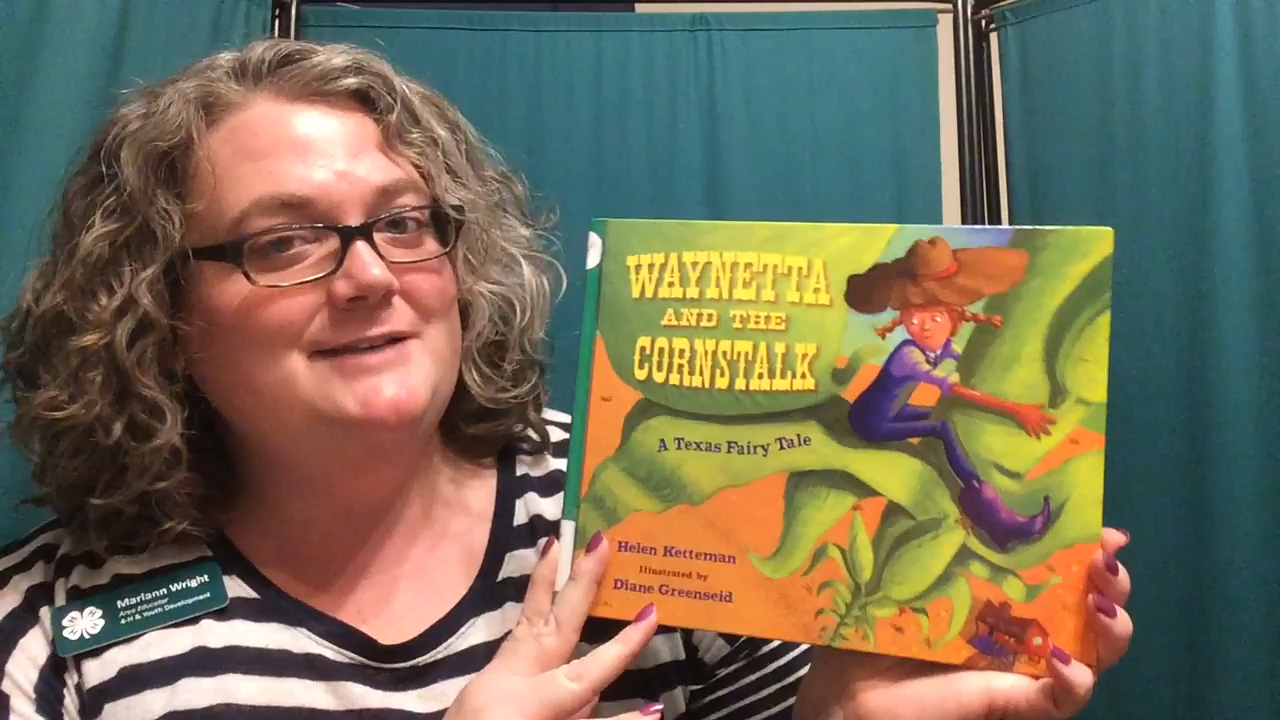 WAYNETTA
AND THE
CORNSTALK
A Texas Fairy Tale
Helen Ketteman
Illustrated by
Diane Greenseid
Mariann Wright
Area Educator
4-H & Youth Development
H H H H